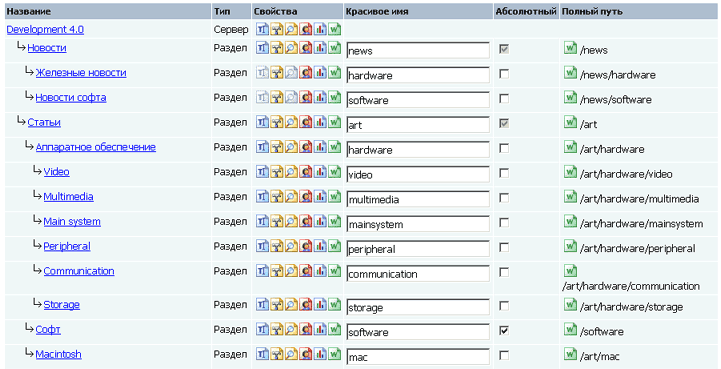 Название Тип Свойства Красивое имя Абсолютный Полный путь
Development 4.0 Сервер
Новости Раздел news /news
Железные новости Раздел hardware /news/hardware
Новости софта Раздел software /news/software
Статьи Раздел art /art
Аппаратное обеспечение Раздел hardware /art/hardware
Video Раздел video /art/hardware/video
Multimedia Раздел multimedia /art/hardware/multimedia
Main system Раздел mainsystem /art/hardware/mainsystem
Peripheral Раздел peripheral /art/hardware/peripheral
Communication Раздел communication /art/hardware/communication
Storage Раздел storage /art/hardware/storage
Софт Раздел software /software
Macintosh Раздел mac /art/mac